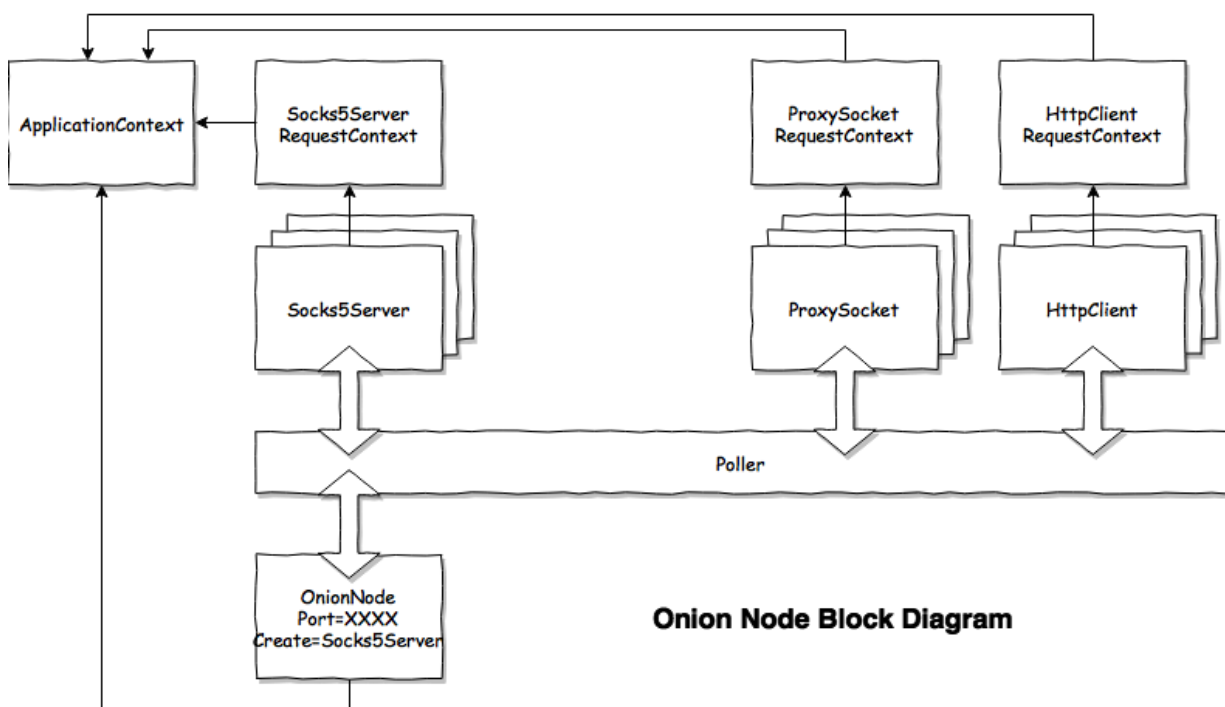 ApplicationContext
Socks5Server
RequestContext
ProxySocket
RequestContext
HttpClient
RequestContext
Socks5Server
ProxySocket
HttpClient
Poller
OnionNode
Port=XXXX
Create=Socks5Server
Onion Node Block Diagram